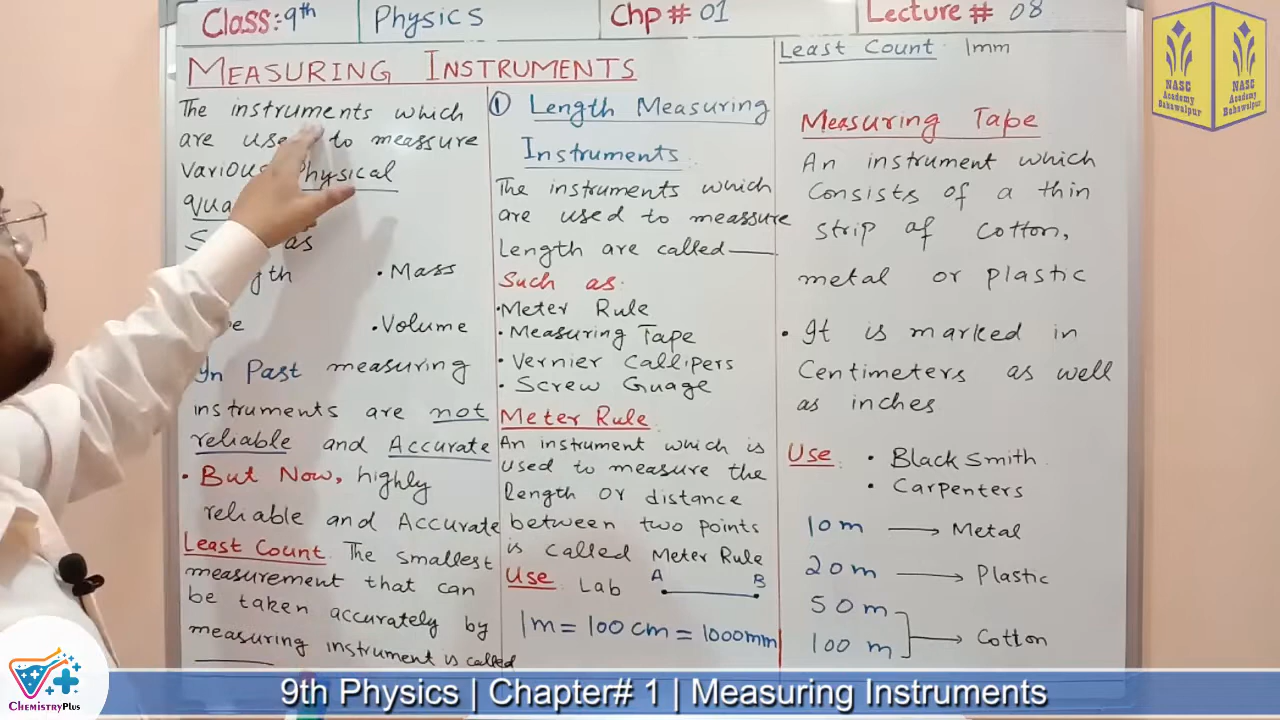 Class: 9th
Physics
Chp # 01
Lecture # 08
MEASURING INSTRUMENTS
The instruments which
are to meassure
various Physical
as
• Mass
• Volume
In Past measuring
instruments are not
reliable and Accurate
• But Now, highly
reliable and Accurate
Least Count. The smallest
measurement that can
be taken accurately by
measuring instrument is called
① Length Measuring
Instruments.
The instruments which
are used to meassure
Length are called
Such as.
• Meter Rule
• Measuring Tape
• Vernier Callipers
• Screw Guage
Meter Rule.
An instrument which is
used to measure the
length or distance
between two points
is called Meter Rule
Use. Lab
A B
1m = 100 cm = 1000mm
Least Count. 1mm
Measuring Tape
An instrument which
Consists of a thin
strip of Cotton,
metal or plastic
• It is marked in
Centimeters as well
as inches.
Use. • Black Smith.
• Carpenters
10 m Metal
20 m Plastic
50 m
100 m Cotton
NASC
Academy
Bahawalpur
NASC
Academy
Bahawalpur
ChemistryPlus
9th Physics | Chapter# 1 | Measuring Instruments